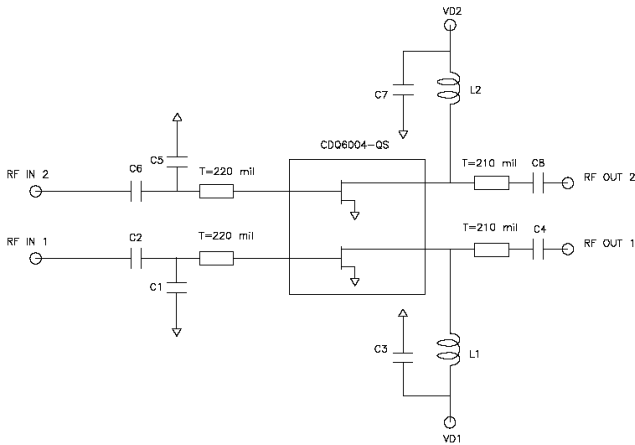 VD2
C7
L2
CDQ6004-QS
C5
C6
T=220 mil
T=210 mil
C8
RF IN 2
RF OUT 2
C2
T=220 mil
T=210 mil
C4
RF IN 1
RF OUT 1
C1
C3
L1
VD1